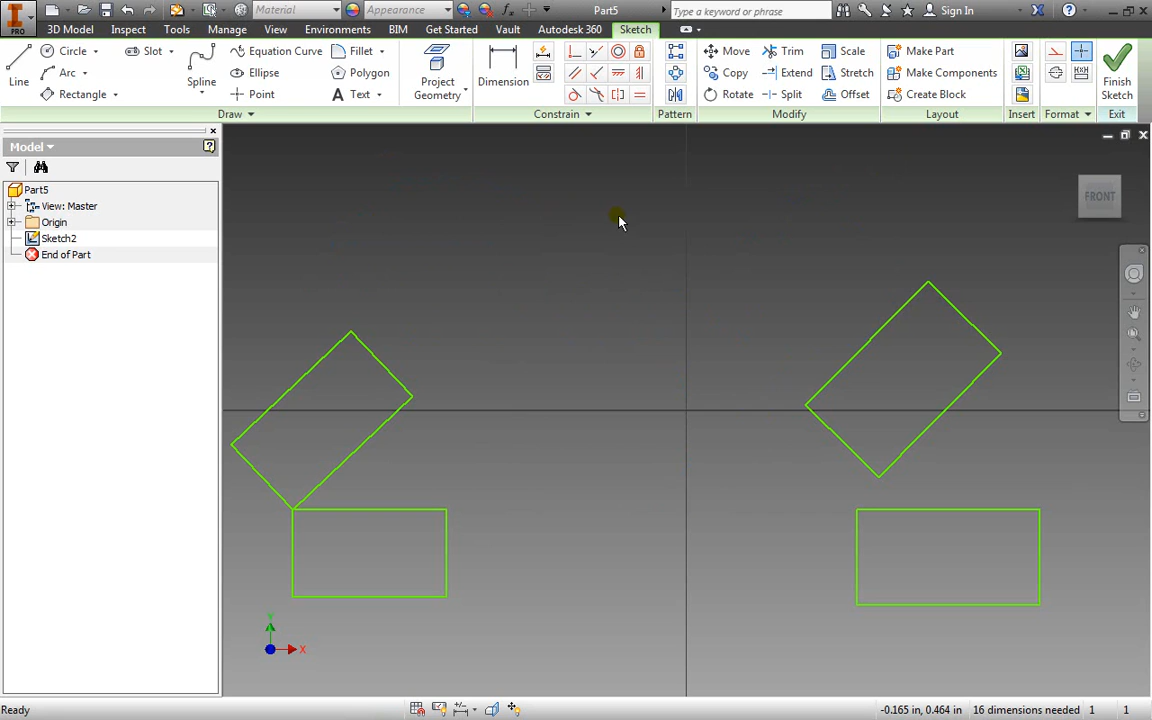 Material Appearance fx Part5 Type a keyword or phrase Sign In
PRO 3D Model Inspect Tools Manage View Environments BIM Get Started Vault Autodesk 360 Sketch
Line Circle Arc Rectangle Slot Spline Equation Curve Ellipse Point Fillet Polygon Text Project Geometry Dimension Move Copy Rotate Trim Extend Split Scale Stretch Offset Make Part Make Components Create Block Finish Sketch
Draw Constrain Pattern Modify Layout Insert Format Exit
Model
Part5
View: Master
Origin
Sketch2
End of Part
FRONT
Y
X
Ready -0.165 in, 0.464 in 16 dimensions needed 1 1